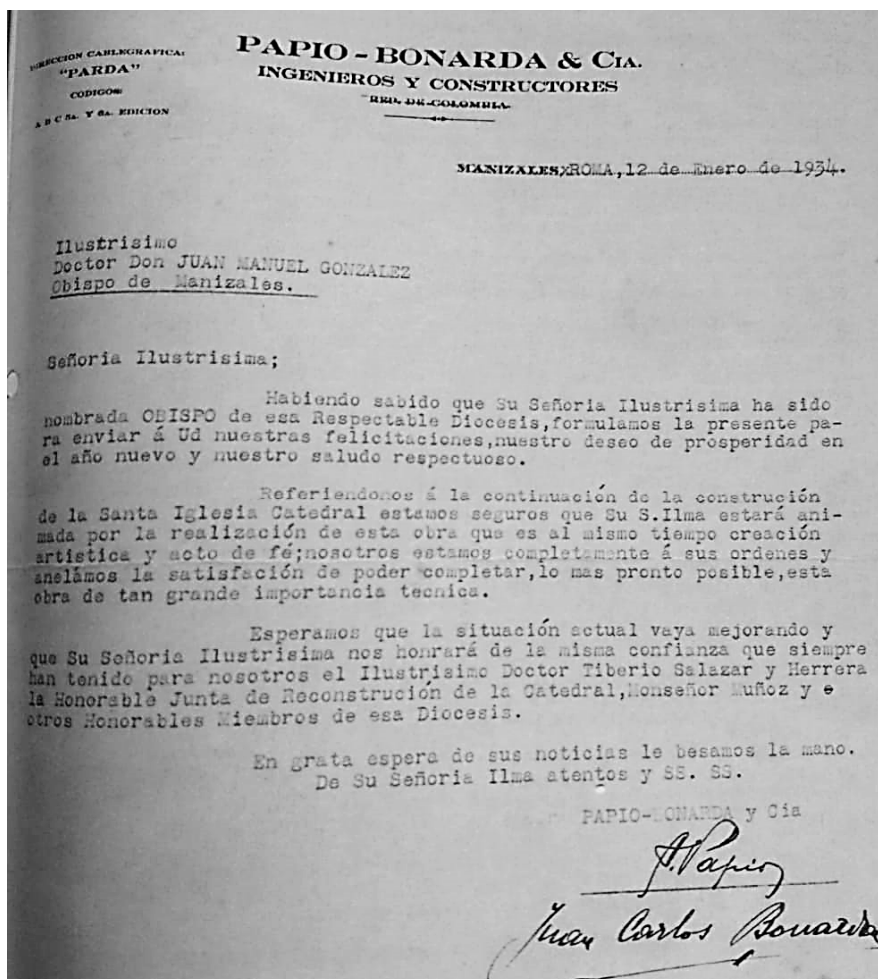 DIRECCION CABLEGRAFICA:
"PARDA"
CODIGOS:
A B C 5a. Y 6a. EDICION
PAPIO - BONARDA & CIA.
INGENIEROS Y CONSTRUCTORES
REP. DE COLOMBIA
MANIZALES,XROMA,12 de Enero de 1934.
Ilustrisimo
Doctor Don JUAN MANUEL GONZALEZ
Obispo de Manizales.
Señoria Ilustrisima;
Habiendo sabido que Su Señoria Ilustrisima ha sido
nombrada OBISPO de esa Respectable Diocesis,formulamos la presente pa-
ra enviar á Ud nuestras felicitaciones,nuestro deseo de prosperidad en
el año nuevo y nuestro saludo respectuoso.
Referiendonos á la continuación de la construción
de la Santa Iglesia Catedral estamos seguros que Su S.Ilma estará ani-
mada por la realización de esta obra que es al mismo tiempo creación
artistica y acto de fé;nosotros estamos completamente á sus ordenes y
anelámos la satisfación de poder completar,lo mas pronto posible,esta
obra de tan grande importancia tecnica.
Esperamos que la situación actual vaya mejorando y
que Su Señoria Ilustrisima nos honrará de la misma confianza que siempre
han tenido para nosotros el Ilustrisimo Doctor Tiberio Salazar y Herrera
la Honorable Junta de Reconstrución de la Catedral,Monseñor Muñoz y e
otros Honorables Miembros de esa Diocesis.
En grata espera de sus noticias le besamos la mano.
De Su Señoria Ilma atentos y SS. SS.
PAPIO-BONARDA y Cia
A. Papio
Juan Carlos Bonarda